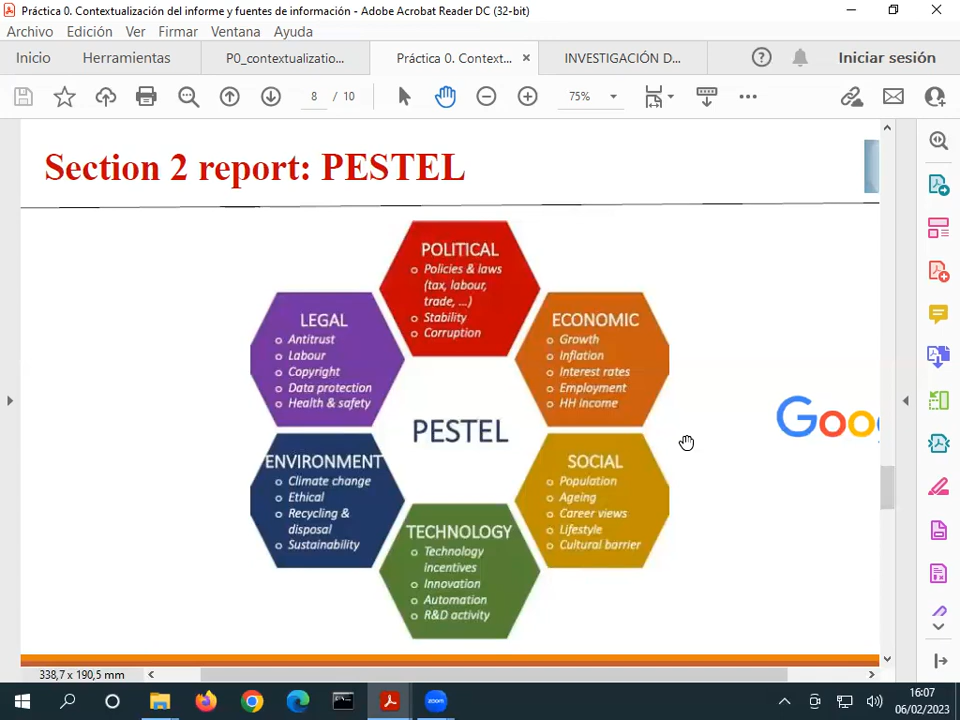 Práctica 0. Contextualización del informe y fuentes de información - Adobe Acrobat Reader DC (32-bit)
Archivo Edición Ver Firmar Ventana Ayuda
Inicio Herramientas P0_contextualizatio... Práctica 0. Context... × INVESTIGACIÓN D... Iniciar sesión
8 / 10 75%
Section 2 report: PESTEL
POLITICAL
Policies & laws
(tax, labour,
trade, ...)
Stability
Corruption
LEGAL
Antitrust
Labour
Copyright
Data protection
Health & safety
ECONOMIC
Growth
Inflation
Interest rates
Employment
HH Income
PESTEL
ENVIRONMENT
Climate change
Ethical
Recycling &
disposal
Sustainability
SOCIAL
Population
Ageing
Career views
Lifestyle
Cultural barrier
TECHNOLOGY
Technology
incentives
Innovation
Automation
R&D activity
Goo
338,7 x 190,5 mm
zoom
16:07
06/02/2023